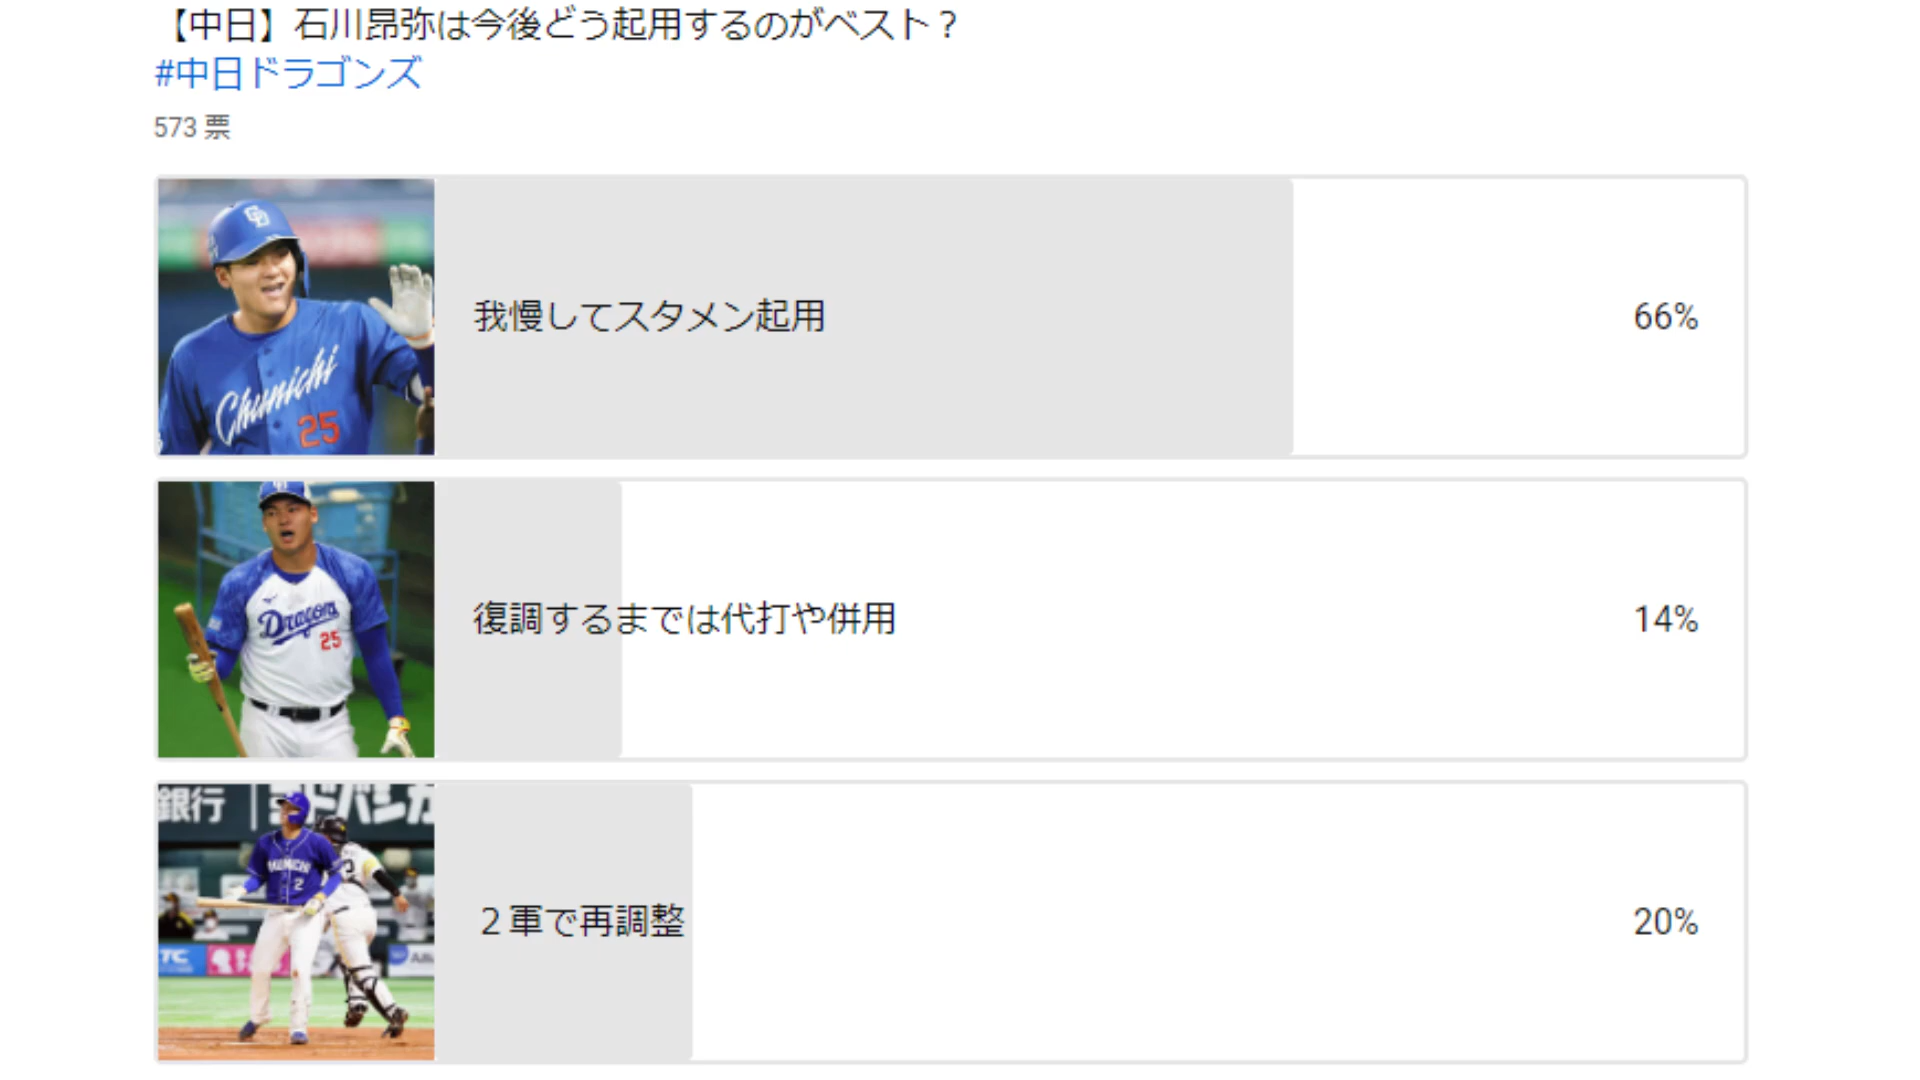 【中日】石川昂弥は今後どう起用するのがベスト？
#中日ドラゴンズ
573 票
Chunichi
25
我慢してスタメン起用
66%
Dragons
25
復調するまでは代打や併用
14%
銀行
2
TC
２軍で再調整
20%